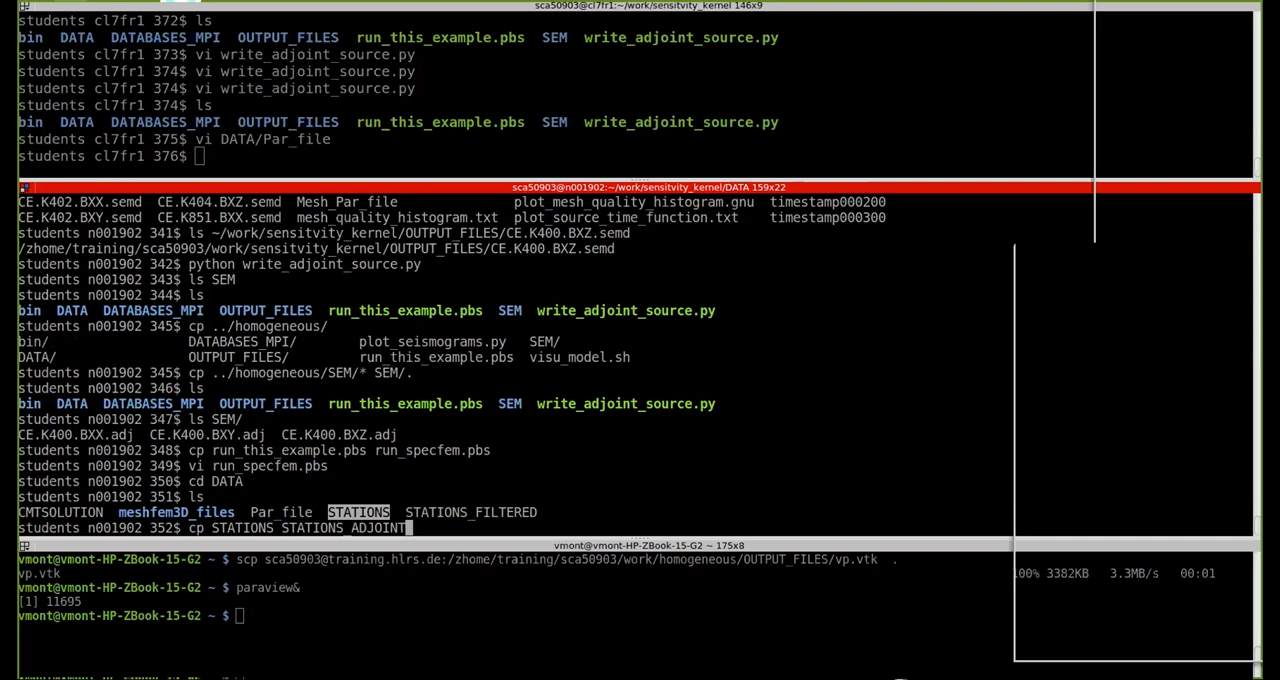 sca50903@cl7fr1:~/work/sensitvity_kernel 146x9
students cl7fr1 372$ ls
bin DATA DATABASES_MPI OUTPUT_FILES run_this_example.pbs SEM write_adjoint_source.py
students cl7fr1 373$ vi write_adjoint_source.py
students cl7fr1 374$ vi write_adjoint_source.py
students cl7fr1 374$ vi write_adjoint_source.py
students cl7fr1 374$ ls
bin DATA DATABASES_MPI OUTPUT_FILES run_this_example.pbs SEM write_adjoint_source.py
students cl7fr1 375$ vi DATA/Par_file
students cl7fr1 376$
sca50903@n001902:~/work/sensitvity_kernel/DATA 159x22
CE.K402.BXX.semd CE.K404.BXZ.semd Mesh_Par_file plot_mesh_quality_histogram.gnu timestamp000200
CE.K402.BXY.semd CE.K851.BXX.semd mesh_quality_histogram.txt plot_source_time_function.txt timestamp000300
students n001902 341$ ls ~/work/sensitvity_kernel/OUTPUT_FILES/CE.K400.BXZ.semd
/zhome/training/sca50903/work/sensitvity_kernel/OUTPUT_FILES/CE.K400.BXZ.semd
students n001902 342$ python write_adjoint_source.py
students n001902 343$ ls SEM
students n001902 344$ ls
bin DATA DATABASES_MPI OUTPUT_FILES run_this_example.pbs SEM write_adjoint_source.py
students n001902 345$ cp ../homogeneous/
bin/ DATABASES_MPI/ plot_seismograms.py SEM/
DATA/ OUTPUT_FILES/ run_this_example.pbs visu_model.sh
students n001902 345$ cp ../homogeneous/SEM/* SEM/.
students n001902 346$ ls
bin DATA DATABASES_MPI OUTPUT_FILES run_this_example.pbs SEM write_adjoint_source.py
students n001902 347$ ls SEM/
CE.K400.BXX.adj CE.K400.BXY.adj CE.K400.BXZ.adj
students n001902 348$ cp run_this_example.pbs run_specfem.pbs
students n001902 349$ vi run_specfem.pbs
students n001902 350$ cd DATA
students n001902 351$ ls
CMTSOLUTION meshfem3D_files Par_file STATIONS STATIONS_FILTERED
students n001902 352$ cp STATIONS STATIONS_ADJOINT
vmont@vmont-HP-ZBook-15-G2 ~ 175x8
vmont@vmont-HP-ZBook-15-G2 ~ $ scp sca50903@training.hlrs.de:/zhome/training/sca50903/work/homogeneous/OUTPUT_FILES/vp.vtk .
vp.vtk 100% 3382KB 3.3MB/s 00:01
vmont@vmont-HP-ZBook-15-G2 ~ $ paraview&
[1] 11695
vmont@vmont-HP-ZBook-15-G2 ~ $